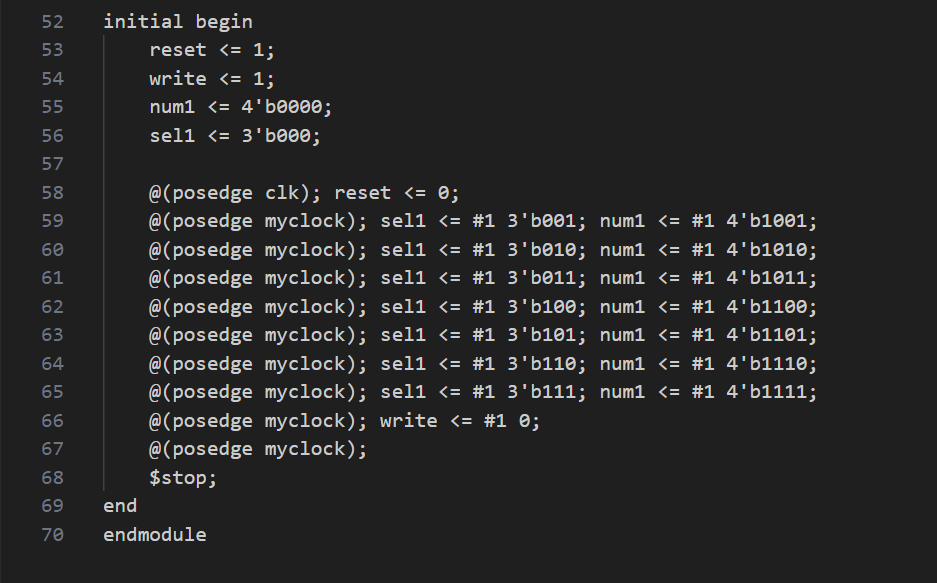 52 initial begin
53 reset <= 1;
54 write <= 1;
55 num1 <= 4'b0000;
56 sel1 <= 3'b000;
57
58 @(posedge clk); reset <= 0;
59 @(posedge myclock); sel1 <= #1 3'b001; num1 <= #1 4'b1001;
60 @(posedge myclock); sel1 <= #1 3'b010; num1 <= #1 4'b1010;
61 @(posedge myclock); sel1 <= #1 3'b011; num1 <= #1 4'b1011;
62 @(posedge myclock); sel1 <= #1 3'b100; num1 <= #1 4'b1100;
63 @(posedge myclock); sel1 <= #1 3'b101; num1 <= #1 4'b1101;
64 @(posedge myclock); sel1 <= #1 3'b110; num1 <= #1 4'b1110;
65 @(posedge myclock); sel1 <= #1 3'b111; num1 <= #1 4'b1111;
66 @(posedge myclock); write <= #1 0;
67 @(posedge myclock);
68 $stop;
69 end
70 endmodule